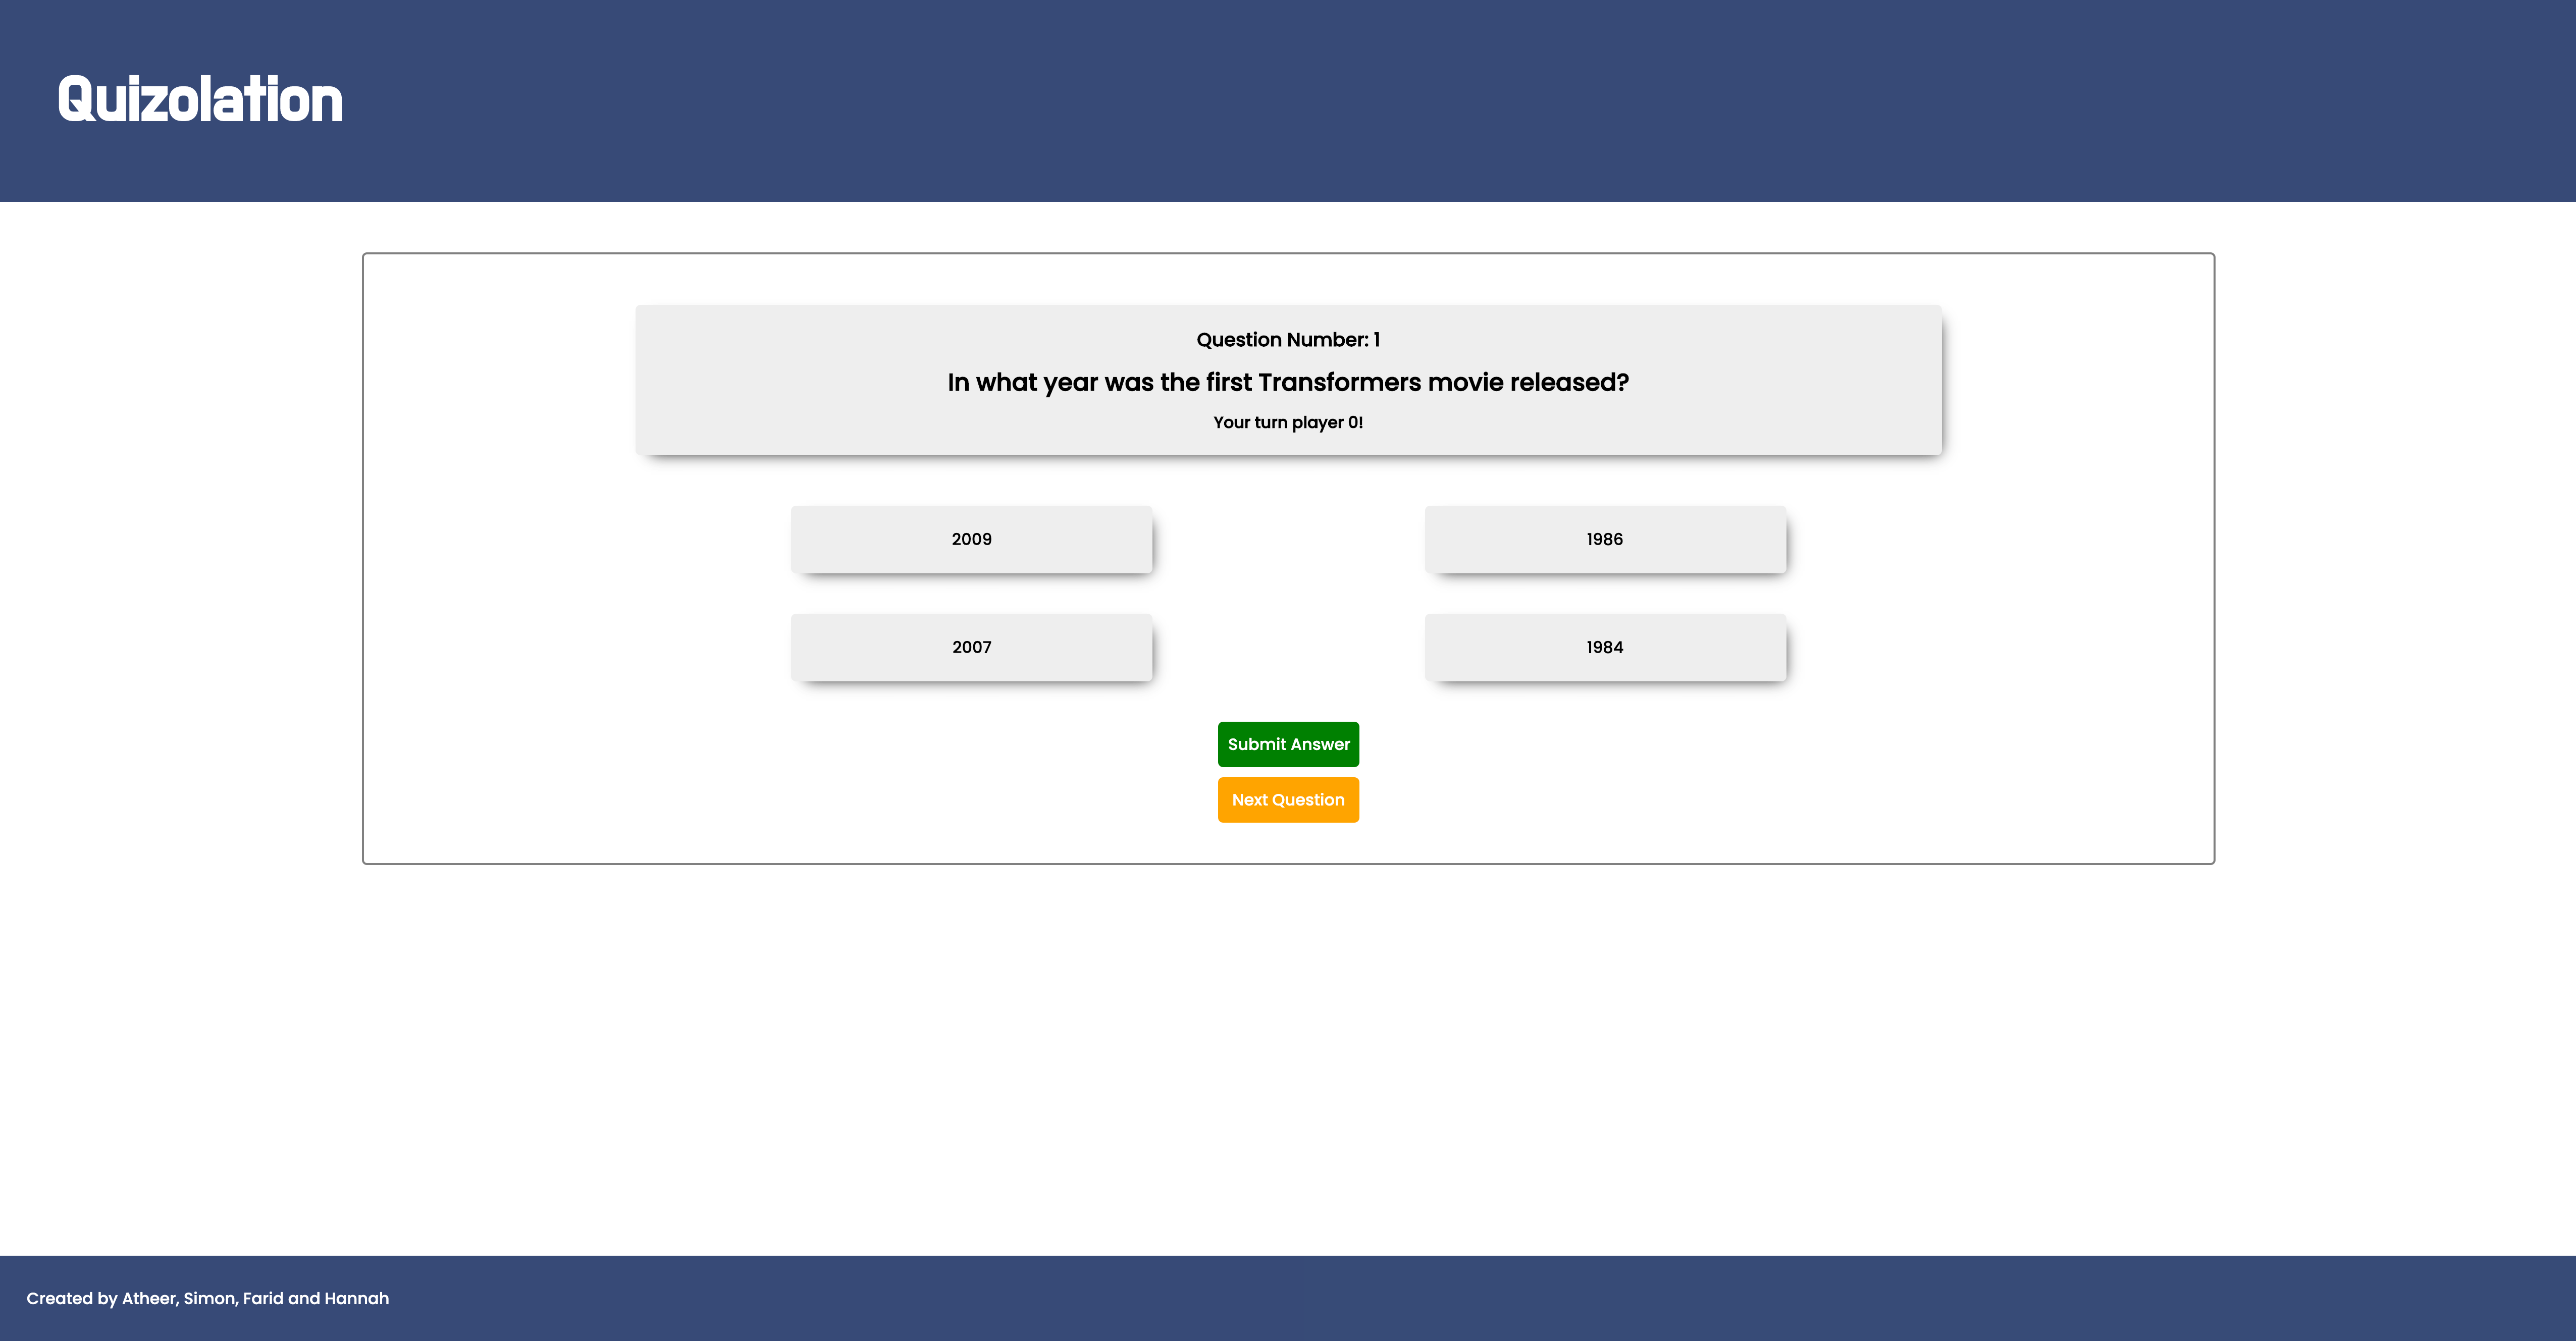 Quizolation
Question Number: 1
In what year was the first Transformers movie released?
Your turn player 0!
2009
1986
2007
1984
Submit Answer
Next Question
Created by Atheer, Simon, Farid and Hannah